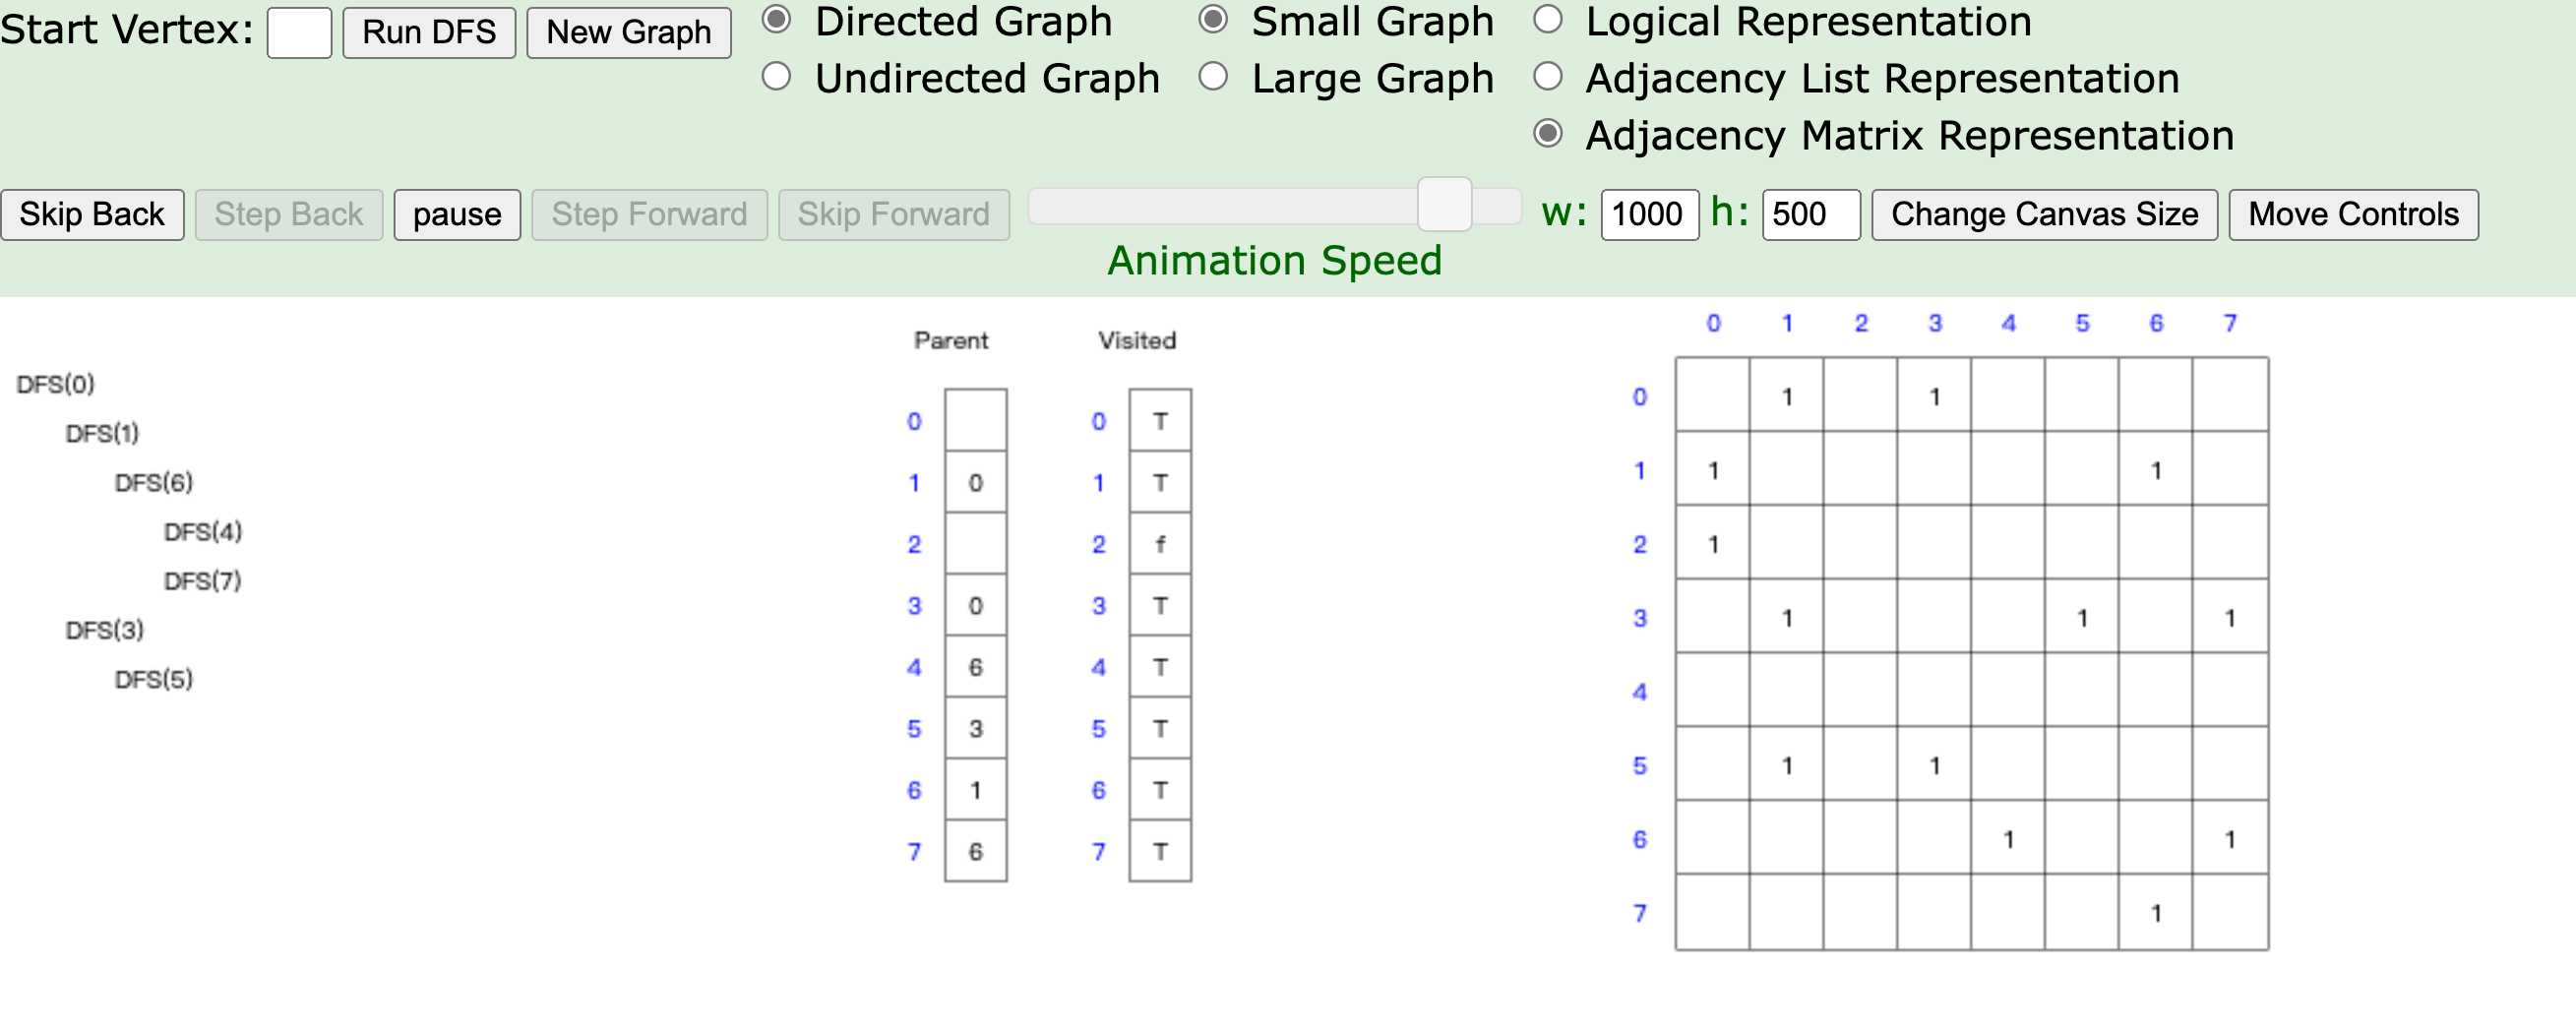 Start Vertex: Run DFS New Graph Directed Graph Small Graph Logical Representation
Undirected Graph Large Graph Adjacency List Representation
Adjacency Matrix Representation
Skip Back Step Back pause Step Forward Skip Forward w: 1000 h: 500 Change Canvas Size Move Controls
Animation Speed
DFS(0)
DFS(1)
DFS(6)
DFS(4)
DFS(7)
DFS(3)
DFS(5)
Parent Visited
0 0 T
1 0 1 T
2 2 f
3 0 3 T
4 6 4 T
5 3 5 T
6 1 6 T
7 6 7 T
0 1 2 3 4 5 6 7
0 1 1
1 1 1
2 1
3 1 1 1
4
5 1 1
6 1 1
7 1